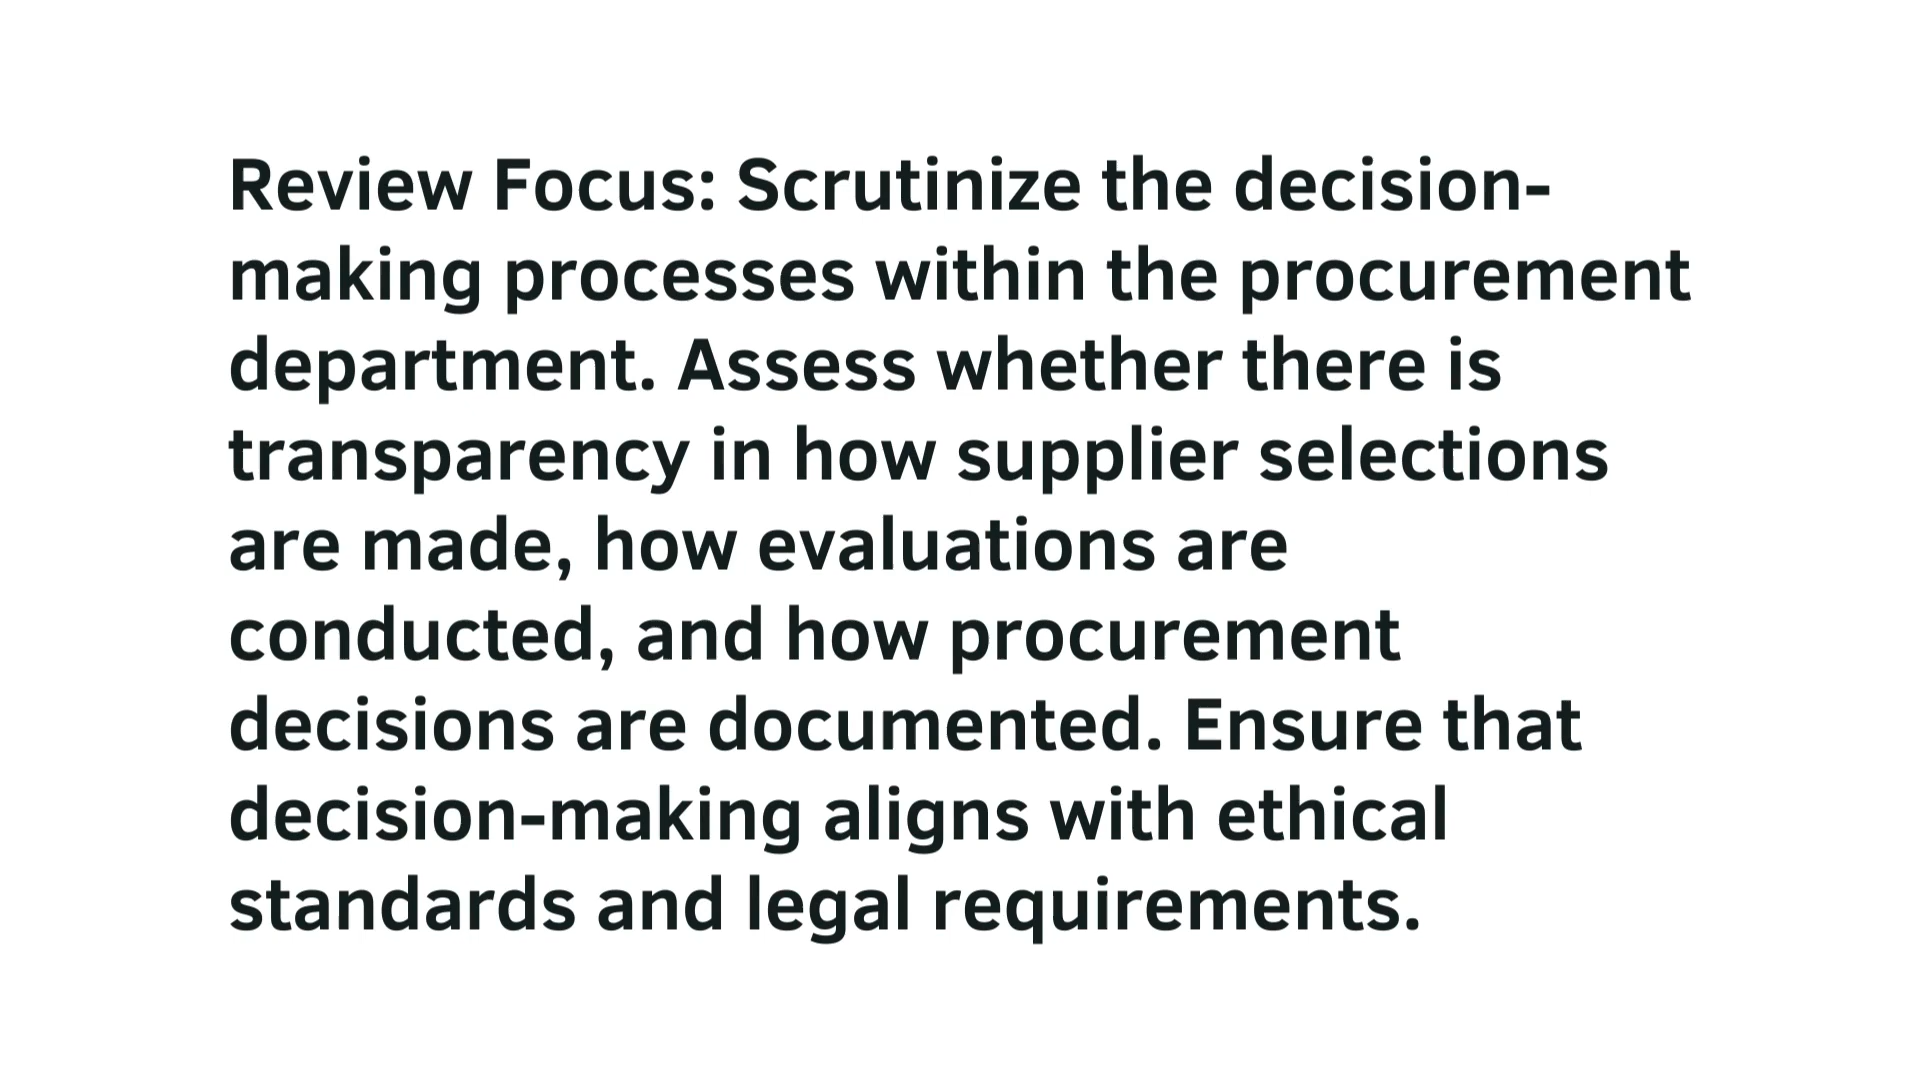 Review Focus: Scrutinize the decision-
making processes within the procurement
department. Assess whether there is
transparency in how supplier selections
are made, how evaluations are
conducted, and how procurement
decisions are documented. Ensure that
decision-making aligns with ethical
standards and legal requirements.